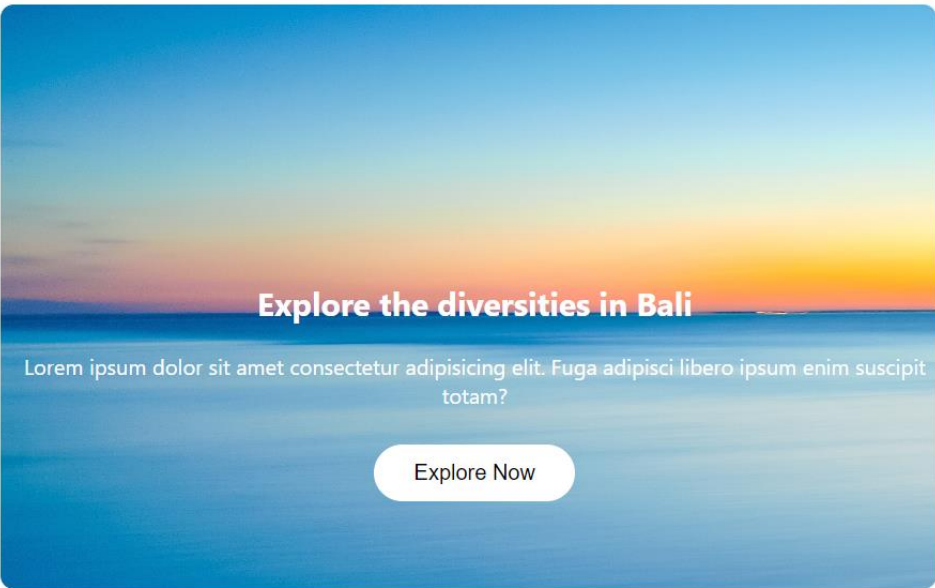 Explore the diversities in Bali
Lorem ipsum dolor sit amet consectetur adipisicing elit. Fuga adipisci libero ipsum enim suscipit
totam?
Explore Now